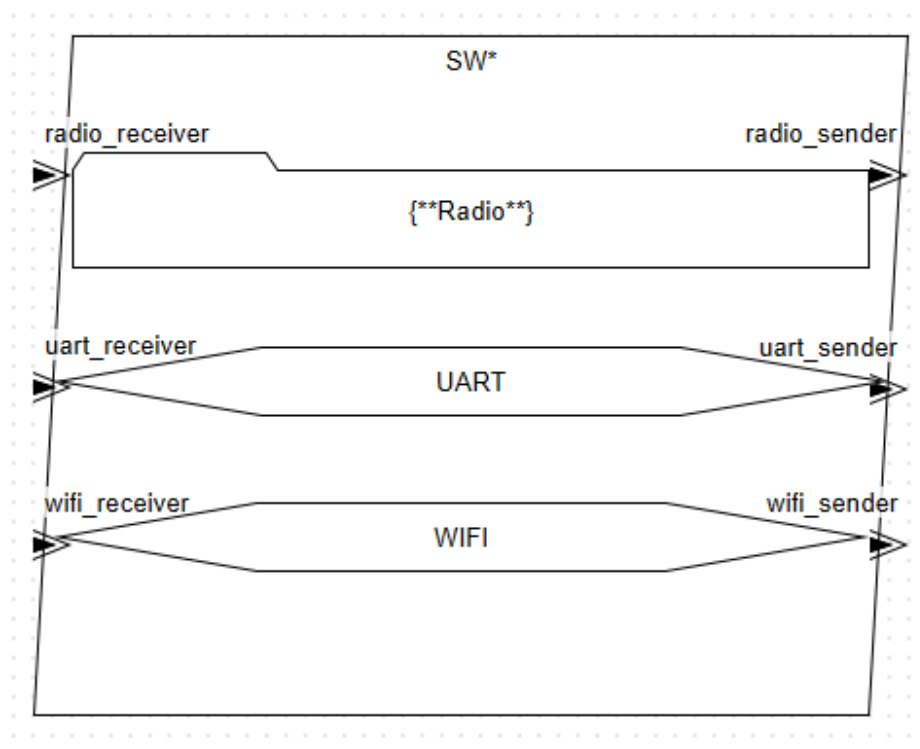 SW*
radio_receiver
radio_sender
{**Radio**}
uart_receiver
uart_sender
UART
wifi_receiver
wifi_sender
WIFI